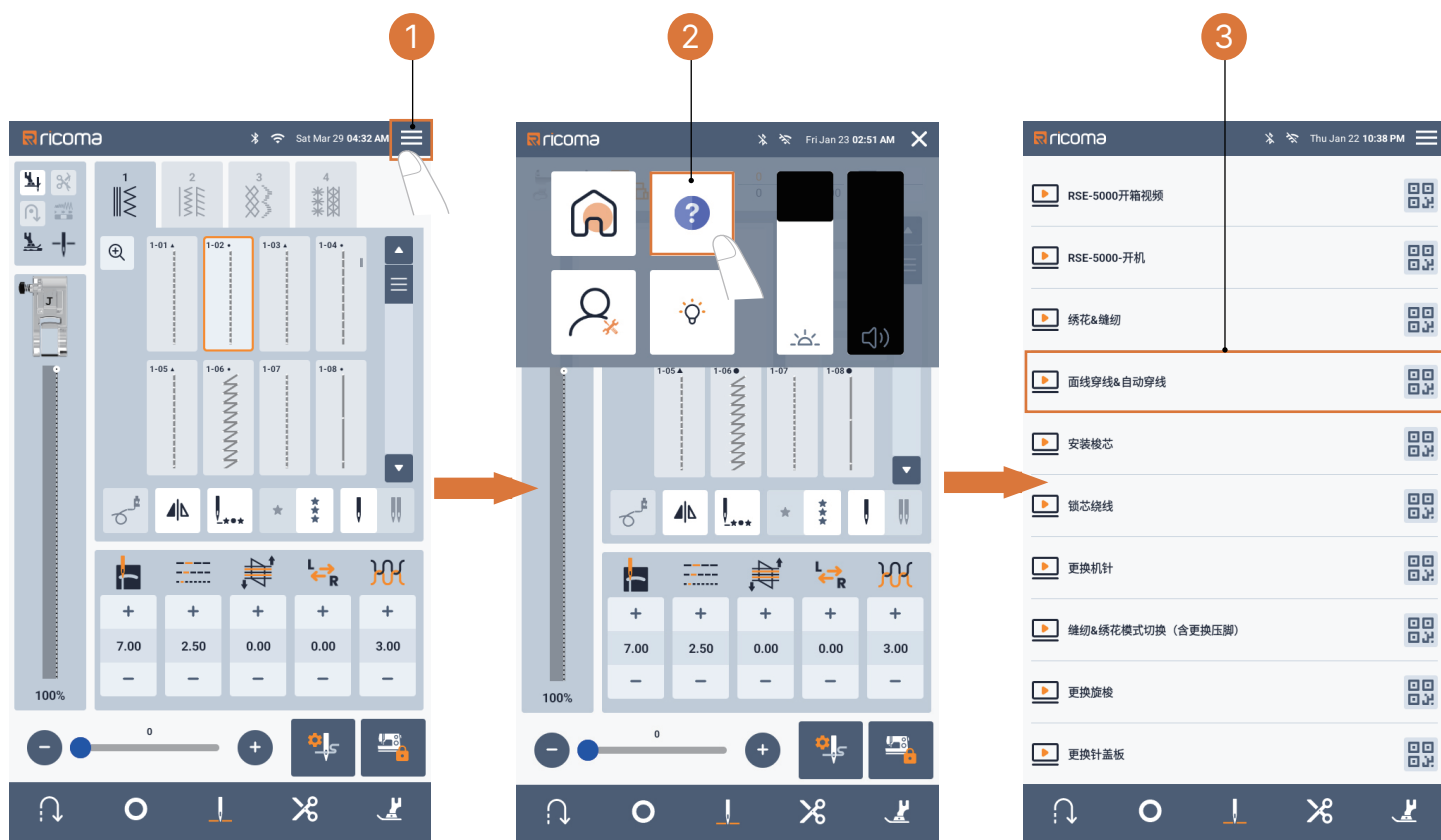 1
2
3
ricoma
Sat Mar 29 04:32 AM
1
2
3
4
1-01
1-02
1-03
1-04
J
1-05
1-06
1-07
1-08
L
R
7.00
2.50
0.00
0.00
3.00
100%
0
ricoma
Fri Jan 23 02:51 AM
?
0
0
1-05
1-06
1-07
1-08
L
R
7.00
2.50
0.00
0.00
3.00
100%
0
ricoma
Thu Jan 22 10:38 PM
RSE-5000开箱视频
RSE-5000-开机
绣花&缝纫
面线穿线&自动穿线
安装梭芯
锁芯绕线
更换机针
缝纫&绣花模式切换（含更换压脚）
更换旋梭
更换针盖板